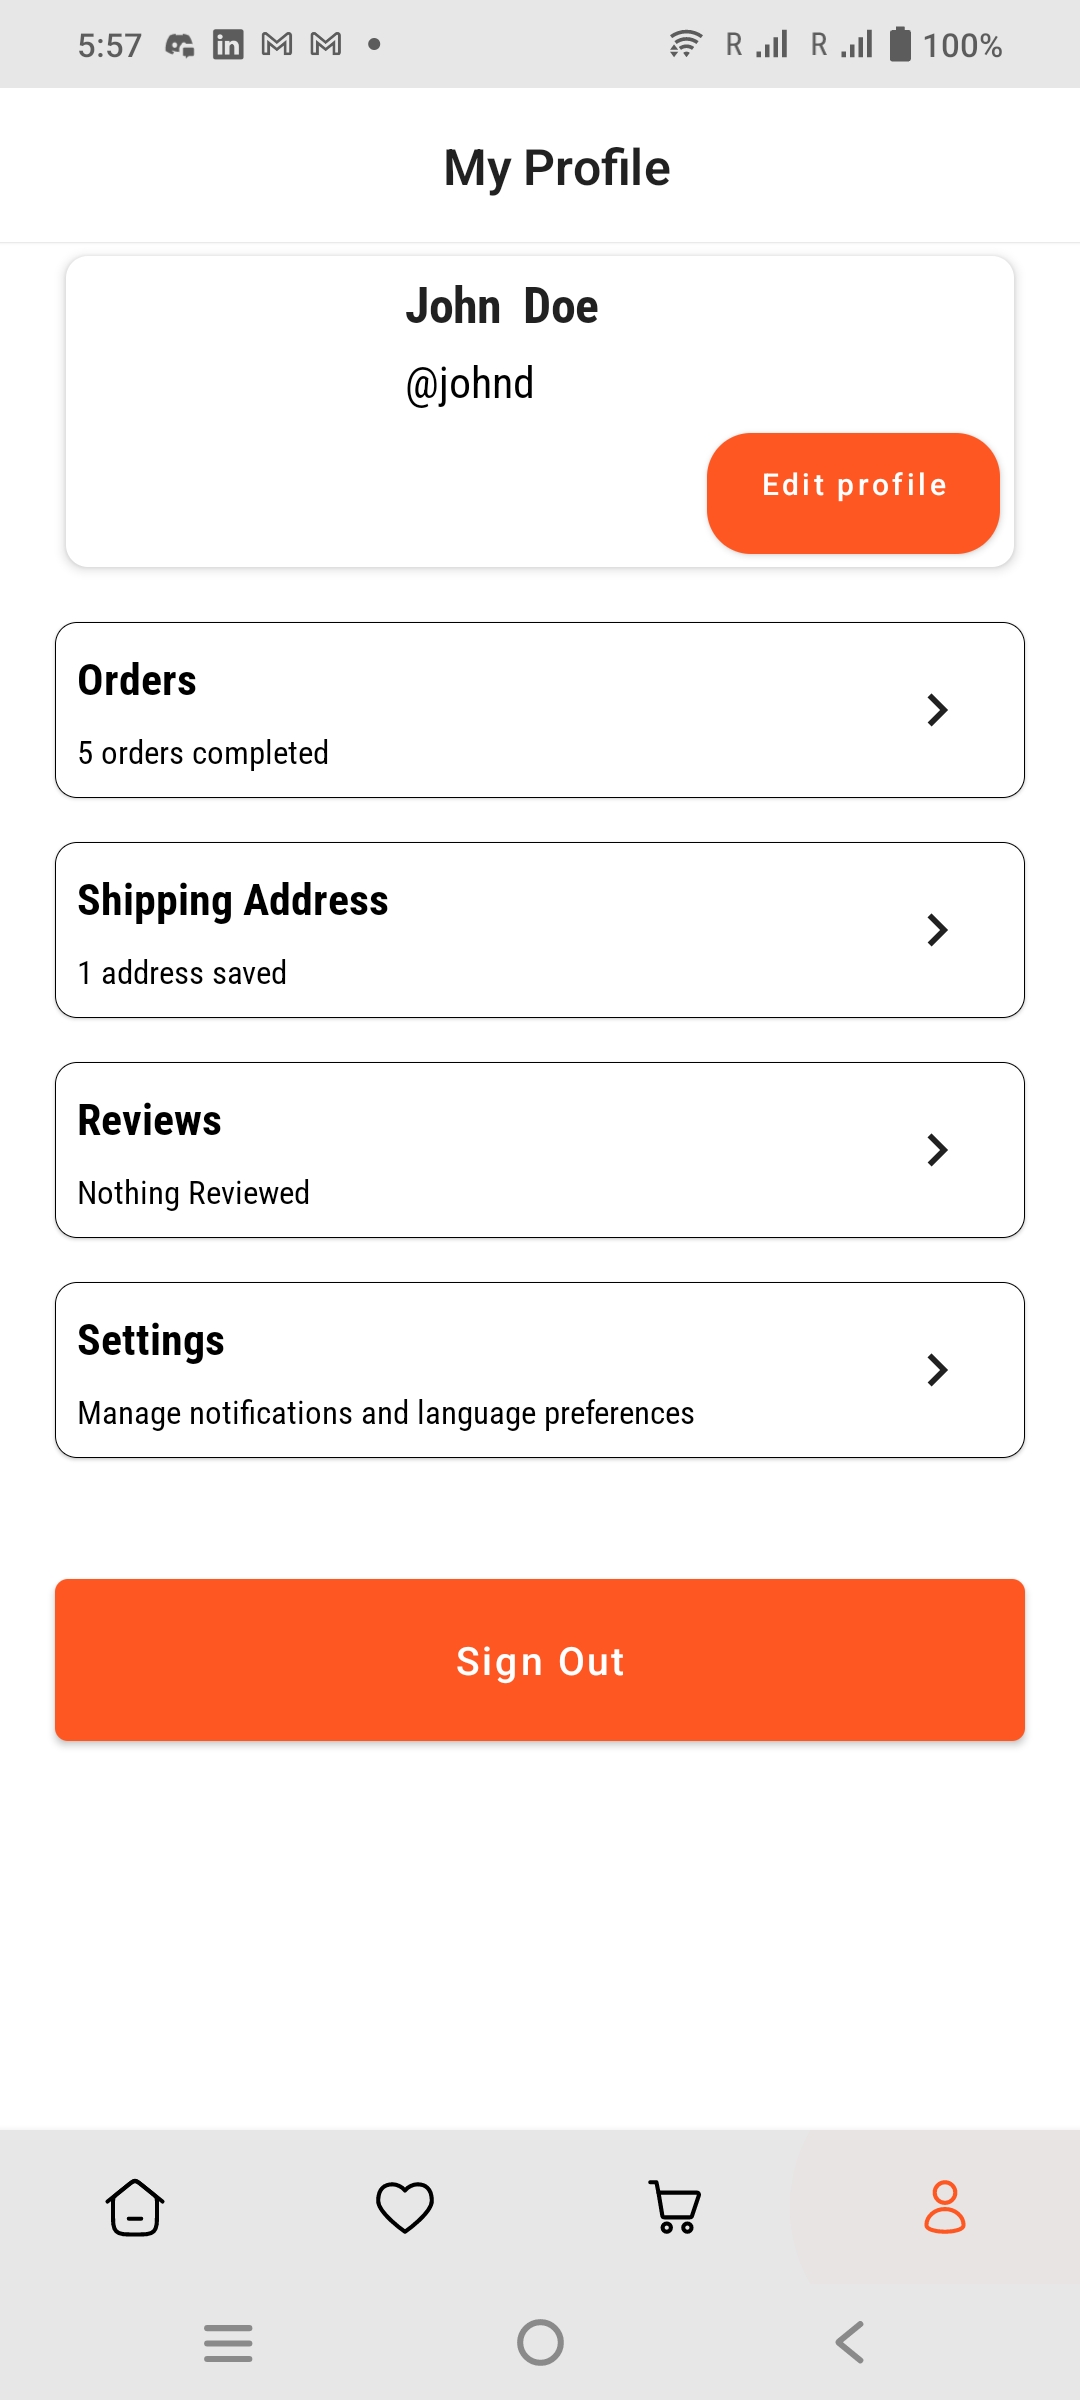 5:57 in R R 100%
My Profile
John Doe
@johnd
Edit profile
Orders
5 orders completed
Shipping Address
1 address saved
Reviews
Nothing Reviewed
Settings
Manage notifications and language preferences
Sign Out